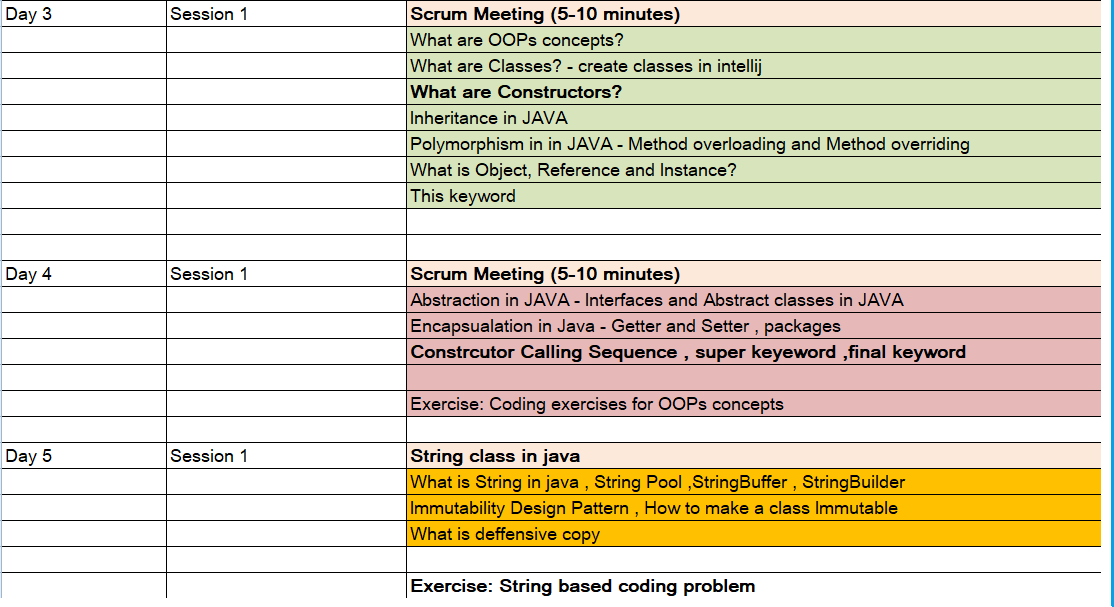 Day 3 Session 1 Scrum Meeting (5-10 minutes)
What are OOPs concepts?
What are Classes? - create classes in intellij
What are Constructors?
Inheritance in JAVA
Polymorphism in in JAVA - Method overloading and Method overriding
What is Object, Reference and Instance?
This keyword
Day 4 Session 1 Scrum Meeting (5-10 minutes)
Abstraction in JAVA - Interfaces and Abstract classes in JAVA
Encapsualation in Java - Getter and Setter , packages
Constrcutor Calling Sequence , super keyeword ,final keyword
Exercise: Coding exercises for OOPs concepts
Day 5 Session 1 String class in java
What is String in java , String Pool ,StringBuffer , StringBuilder
Immutability Design Pattern , How to make a class Immutable
What is deffensive copy
Exercise: String based coding problem